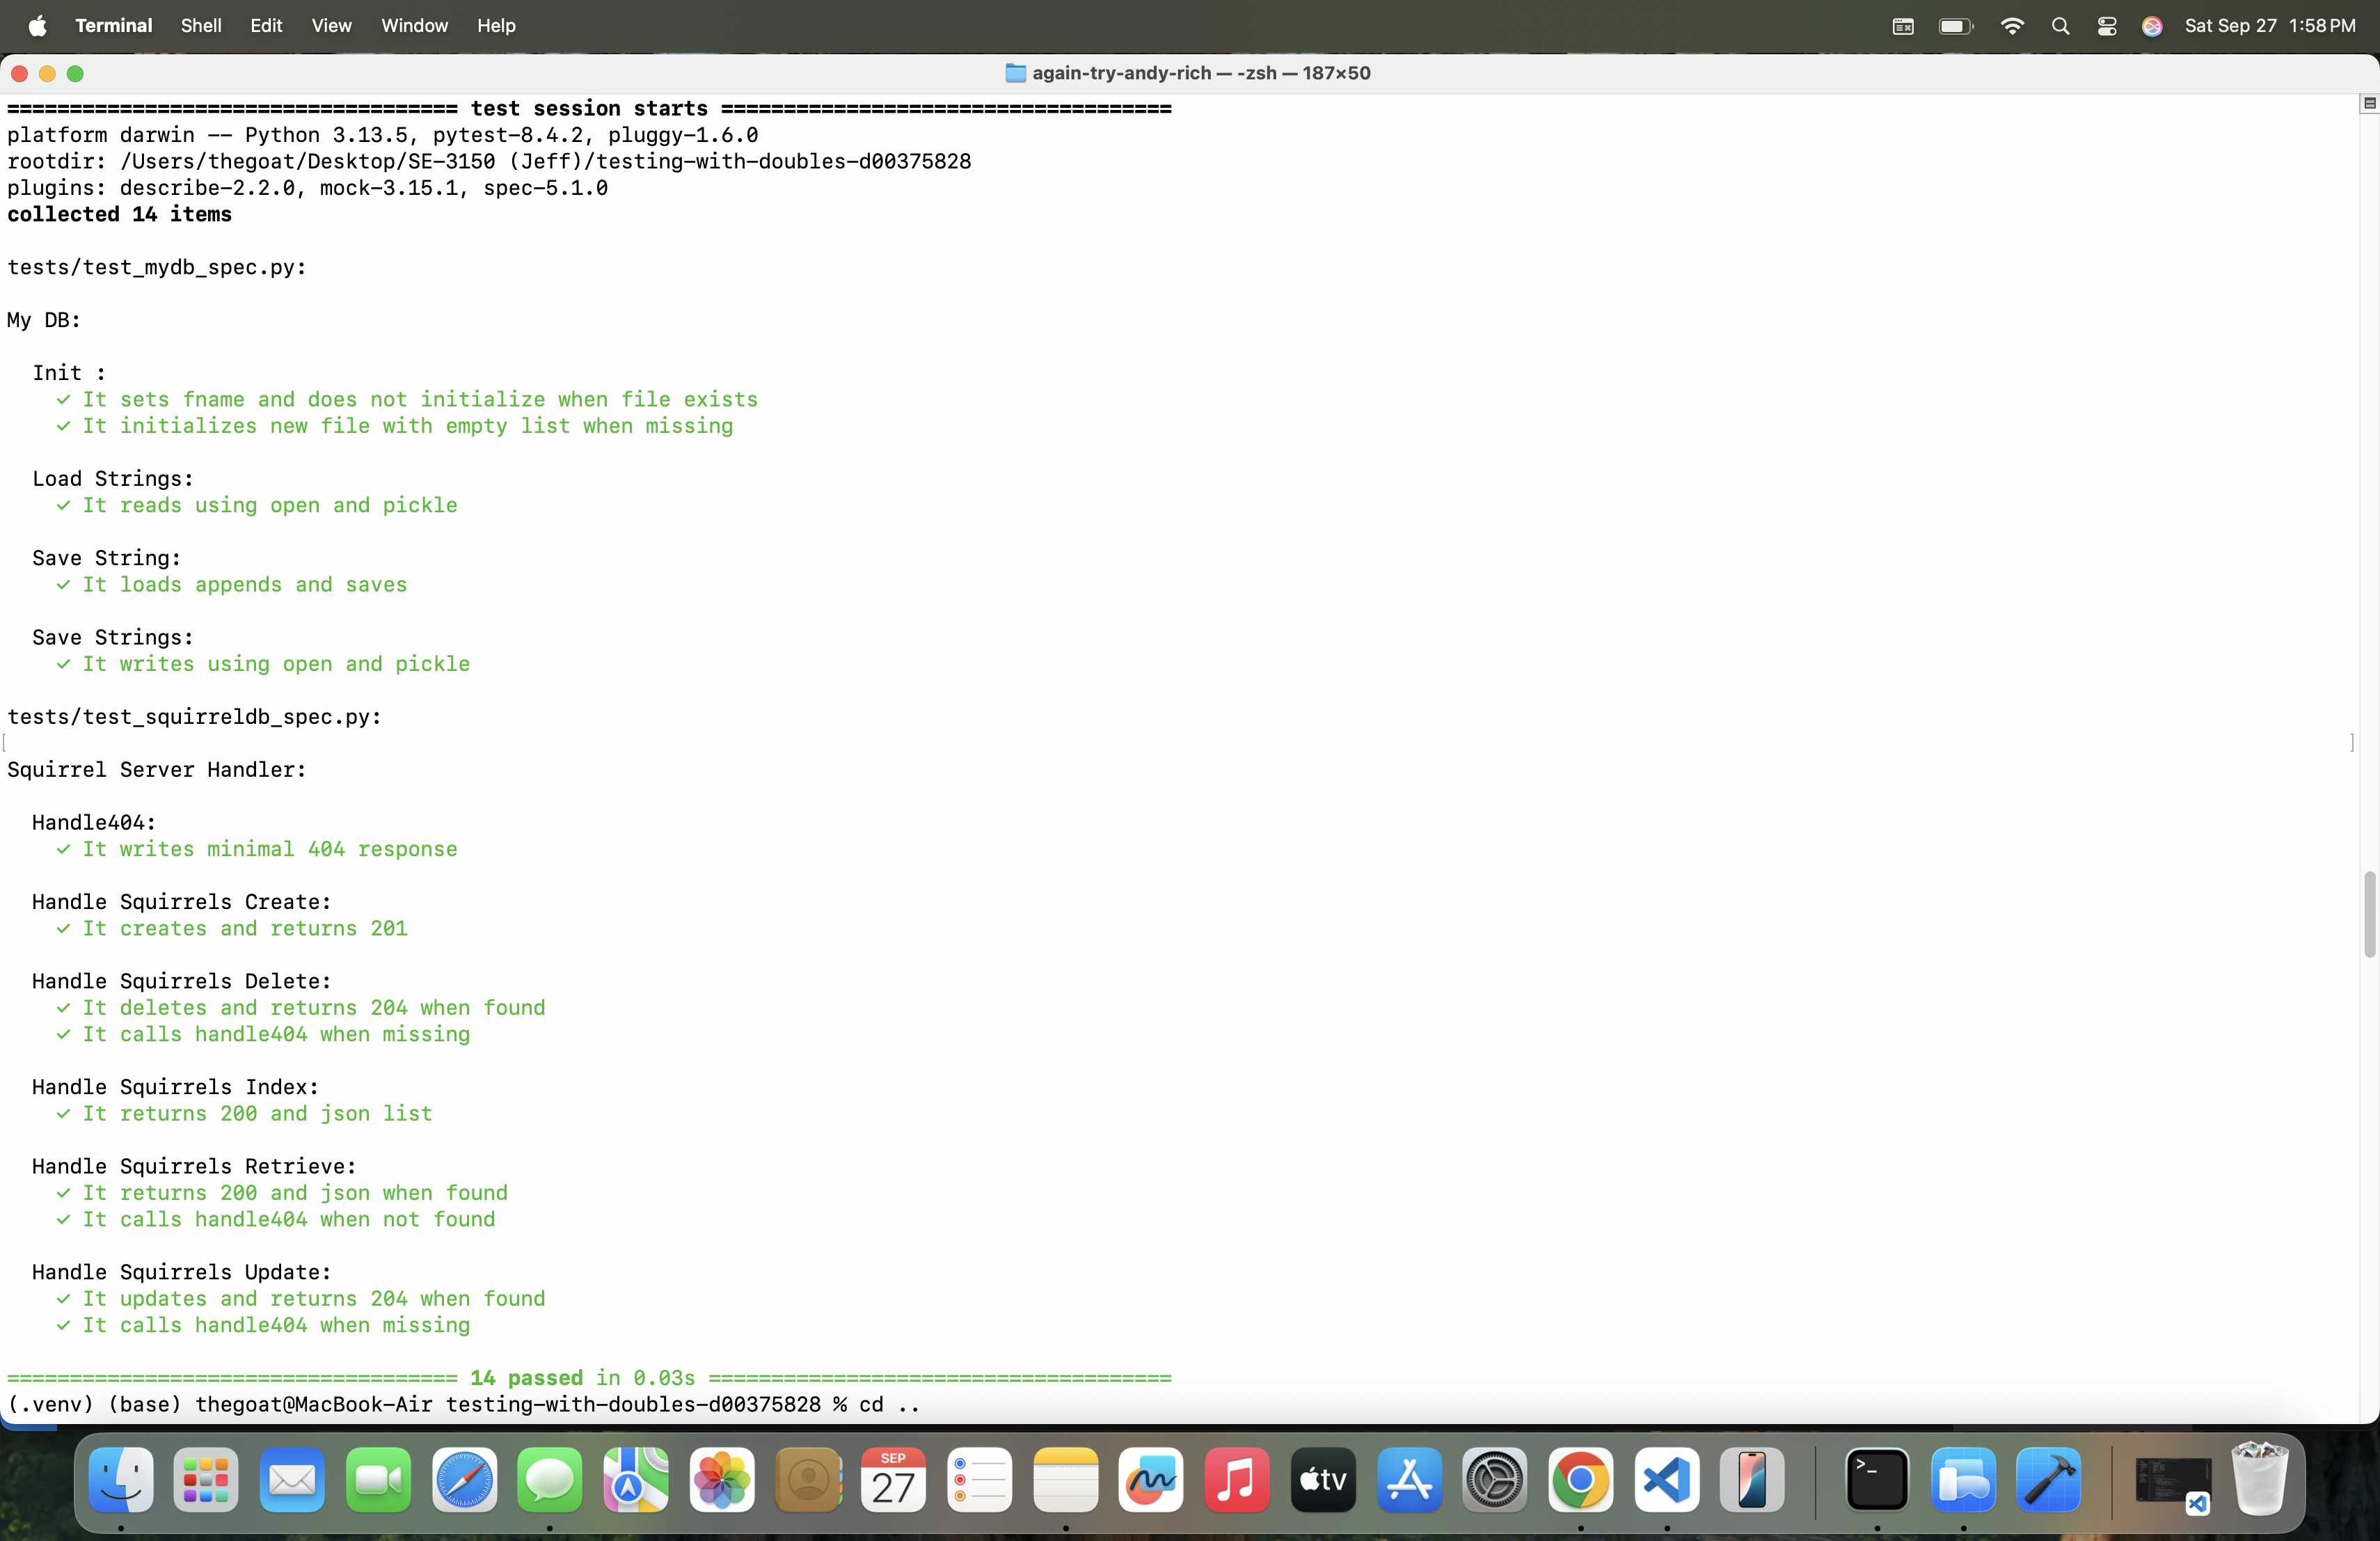 Terminal Shell Edit View Window Help Sat Sep 27 1:58 PM
again-try-andy-rich — -zsh — 187×50
==================================== test session starts ====================================
platform darwin -- Python 3.13.5, pytest-8.4.2, pluggy-1.6.0
rootdir: /Users/thegoat/Desktop/SE-3150 (Jeff)/testing-with-doubles-d00375828
plugins: describe-2.2.0, mock-3.15.1, spec-5.1.0
collected 14 items
tests/test_mydb_spec.py:
My DB:
Init :
✓ It sets fname and does not initialize when file exists
✓ It initializes new file with empty list when missing
Load Strings:
✓ It reads using open and pickle
Save String:
✓ It loads appends and saves
Save Strings:
✓ It writes using open and pickle
tests/test_squirreldb_spec.py:
[ ]
Squirrel Server Handler:
Handle404:
✓ It writes minimal 404 response
Handle Squirrels Create:
✓ It creates and returns 201
Handle Squirrels Delete:
✓ It deletes and returns 204 when found
✓ It calls handle404 when missing
Handle Squirrels Index:
✓ It returns 200 and json list
Handle Squirrels Retrieve:
✓ It returns 200 and json when found
✓ It calls handle404 when not found
Handle Squirrels Update:
✓ It updates and returns 204 when found
✓ It calls handle404 when missing
==================================== 14 passed in 0.03s =====================================
(.venv) (base) thegoat@MacBook-Air testing-with-doubles-d00375828 % cd ..
SEP
27
tv
>_